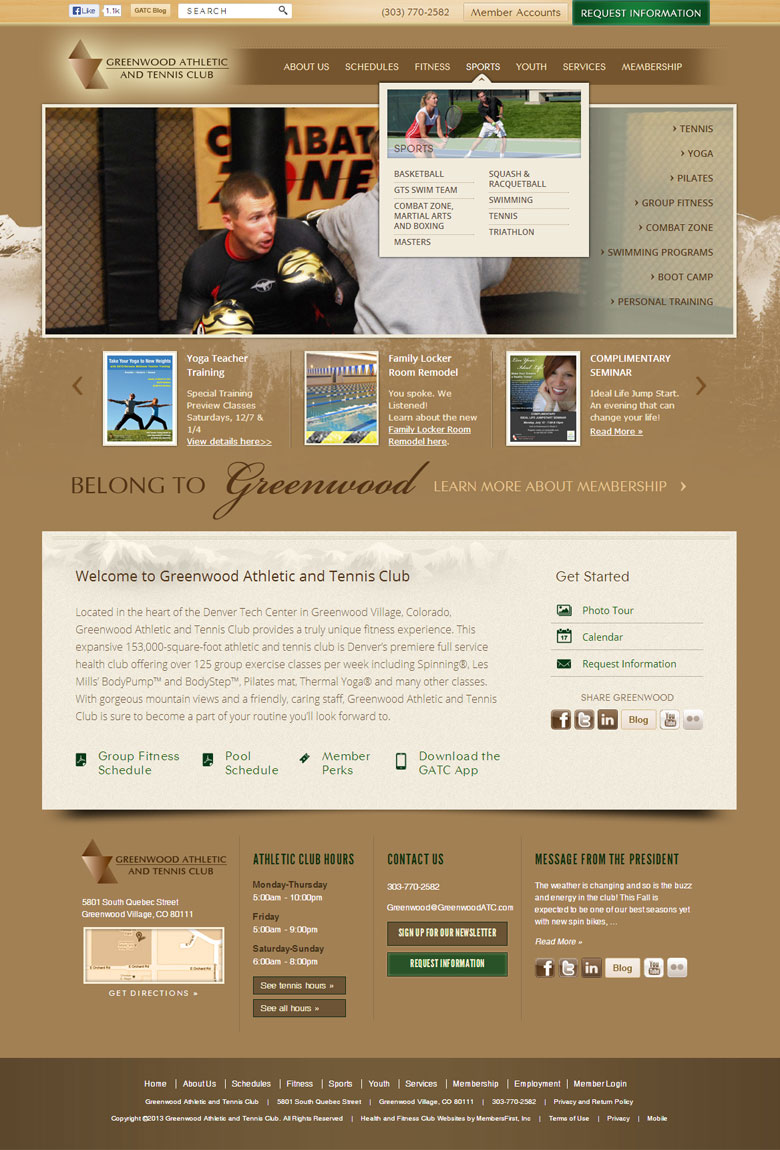 Like 1.1k GATC Blog SEARCH (303) 770-2582 Member Accounts REQUEST INFORMATION
GREENWOOD ATHLETIC
AND TENNIS CLUB
ABOUT US SCHEDULES FITNESS SPORTS YOUTH SERVICES MEMBERSHIP
COMBAT
ZONE
SPORTS
BASKETBALL
GTS SWIM TEAM
COMBAT ZONE,
MARTIAL ARTS
AND BOXING
MASTERS
SQUASH &
RACQUETBALL
SWIMMING
TENNIS
TRIATHLON
› TENNIS
› YOGA
› PILATES
› GROUP FITNESS
› COMBAT ZONE
› SWIMMING PROGRAMS
› BOOT CAMP
› PERSONAL TRAINING
Take Your Yoga to New Heights
Yoga Teacher
Training
Special Training
Preview Classes
Saturdays, 12/7 &
1/4
View details here>>
Family Locker
Room Remodel
You spoke. We
Listened!
Learn about the new
Family Locker Room
Remodel here.
COMPLIMENTARY
SEMINAR
Ideal Life Jump Start.
An evening that can
change your life!
Read More »
BELONG TO Greenwood LEARN MORE ABOUT MEMBERSHIP ›
Welcome to Greenwood Athletic and Tennis Club
Located in the heart of the Denver Tech Center in Greenwood Village, Colorado,
Greenwood Athletic and Tennis Club provides a truly unique fitness experience. This
expansive 153,000-square-foot athletic and tennis club is Denver's premiere full service
health club offering over 125 group exercise classes per week including Spinning®, Les
Mills' BodyPump™ and BodyStep™, Pilates mat, Thermal Yoga® and many other classes.
With gorgeous mountain views and a friendly, caring staff, Greenwood Athletic and Tennis
Club is sure to become a part of your routine you'll look forward to.
Group Fitness
Schedule
Pool
Schedule
Member
Perks
Download the
GATC App
Get Started
Photo Tour
17 Calendar
Request Information
SHARE GREENWOOD
Blog You Tube
GREENWOOD ATHLETIC
AND TENNIS CLUB
5801 South Quebec Street
Greenwood Village, CO 80111
E Orchard Rd E Orchard Rd
GET DIRECTIONS »
ATHLETIC CLUB HOURS
Monday-Thursday
5:00am - 10:00pm
Friday
5:00am - 9:00pm
Saturday-Sunday
6:00am - 8:00pm
See tennis hours »
See all hours »
CONTACT US
303-770-2582
Greenwood@GreenwoodATC.com
SIGN UP FOR OUR NEWSLETTER
REQUEST INFORMATION
MESSAGE FROM THE PRESIDENT
The weather is changing and so is the buzz
and energy in the club! This Fall is
expected to be one of our best seasons yet
with new spin bikes, ...
Read More »
Blog You Tube
Home | About Us | Schedules | Fitness | Sports | Youth | Services | Membership | Employment | Member Login
Greenwood Athletic and Tennis Club | 5801 South Quebec Street | Greenwood Village, CO 80111 | 303-770-2582 | Privacy and Return Policy
Copyright ©2013 Greenwood Athletic and Tennis Club. All Rights Reserved | Health and Fitness Club Websites by MembersFirst, Inc | Terms of Use | Privacy | Mobile